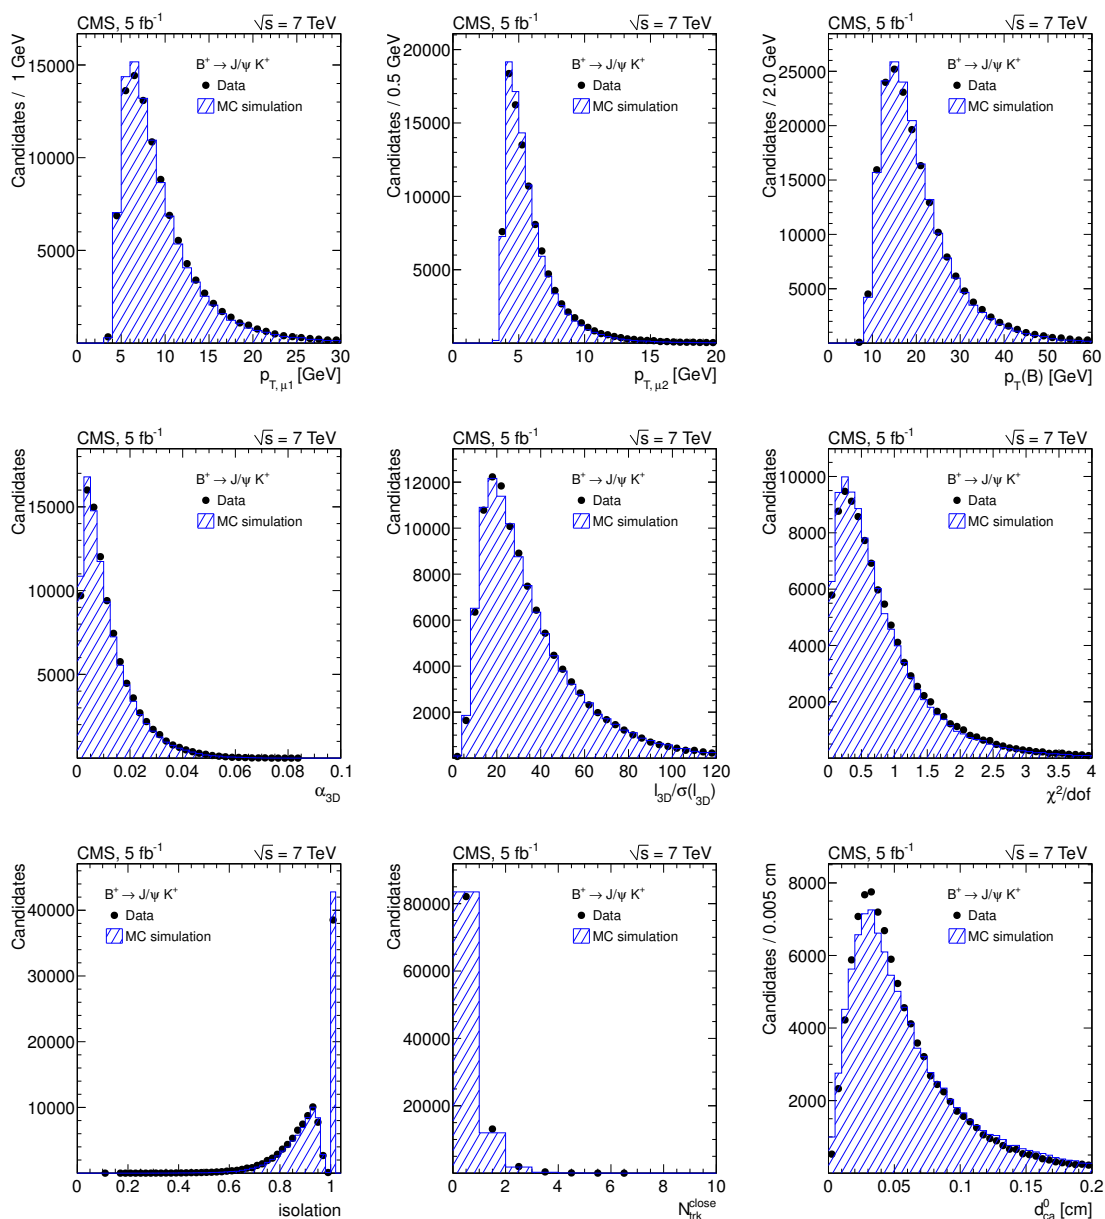 CMS, 5 fb⁻¹ √s = 7 TeV
Candidates / 1 GeV
B⁺ → J/ψ K⁺
Data
MC simulation
15000
10000
5000
0 5 10 15 20 25 30
p_T,μ1 [GeV]
CMS, 5 fb⁻¹ √s = 7 TeV
Candidates / 0.5 GeV
B⁺ → J/ψ K⁺
Data
MC simulation
20000
15000
10000
5000
0 5 10 15 20
p_T,μ2 [GeV]
CMS, 5 fb⁻¹ √s = 7 TeV
Candidates / 2.0 GeV
B⁺ → J/ψ K⁺
Data
MC simulation
25000
20000
15000
10000
5000
0 10 20 30 40 50 60
p_T(B) [GeV]
CMS, 5 fb⁻¹ √s = 7 TeV
Candidates
B⁺ → J/ψ K⁺
Data
MC simulation
15000
10000
5000
0 0.02 0.04 0.06 0.08 0.1
α_3D
CMS, 5 fb⁻¹ √s = 7 TeV
Candidates
B⁺ → J/ψ K⁺
Data
MC simulation
12000
10000
8000
6000
4000
2000
0 20 40 60 80 100 120
l_3D/σ(l_3D)
CMS, 5 fb⁻¹ √s = 7 TeV
Candidates
B⁺ → J/ψ K⁺
Data
MC simulation
10000
8000
6000
4000
2000
0 0.5 1 1.5 2 2.5 3 3.5 4
χ²/dof
CMS, 5 fb⁻¹ √s = 7 TeV
Candidates
B⁺ → J/ψ K⁺
Data
MC simulation
40000
30000
20000
10000
0 0.2 0.4 0.6 0.8 1
isolation
CMS, 5 fb⁻¹ √s = 7 TeV
Candidates
B⁺ → J/ψ K⁺
Data
MC simulation
80000
60000
40000
20000
0 2 4 6 8 10
N_trk^close
CMS, 5 fb⁻¹ √s = 7 TeV
Candidates / 0.005 cm
B⁺ → J/ψ K⁺
Data
MC simulation
8000
6000
4000
2000
0 0.05 0.1 0.15 0.2
d_ca^0 [cm]